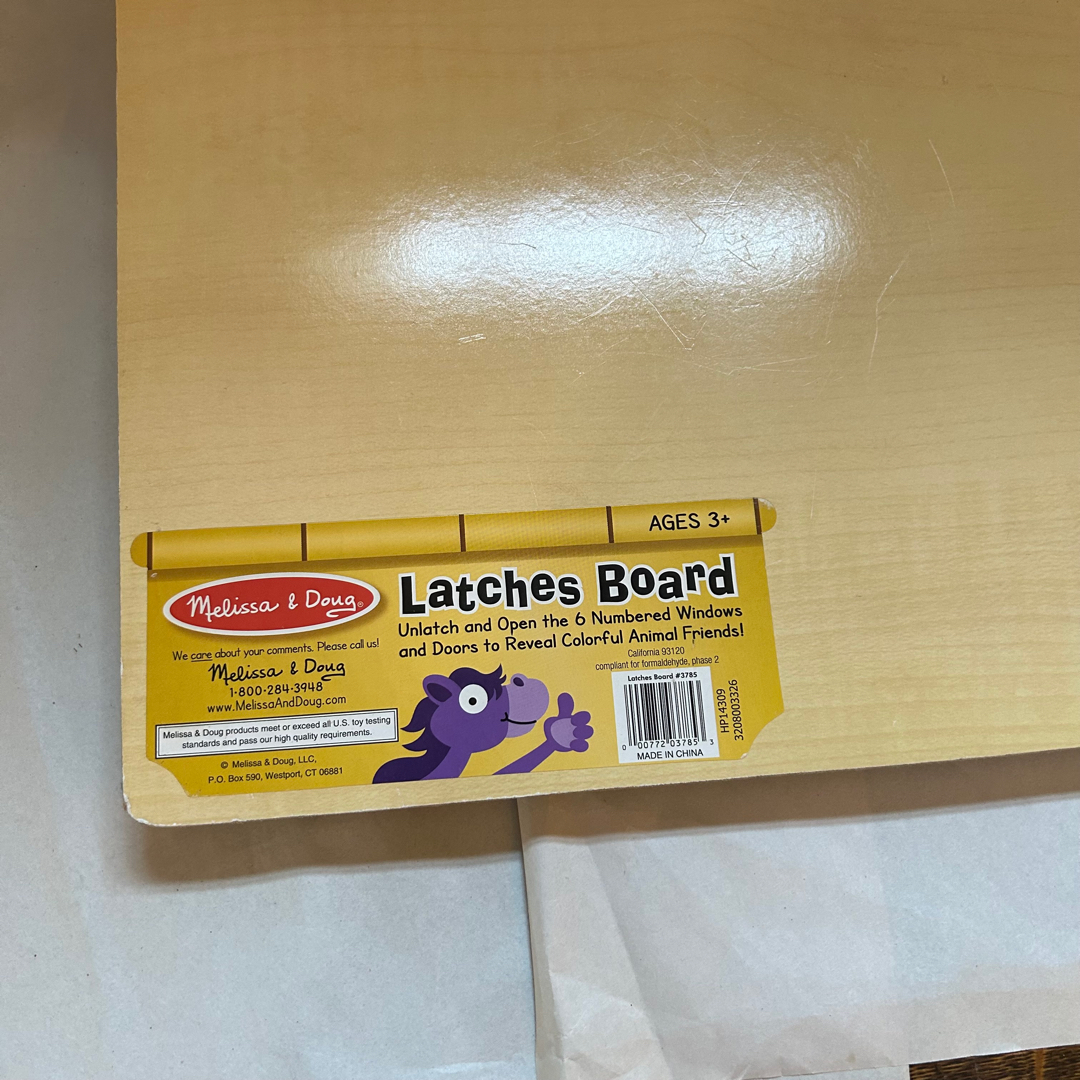 AGES 3+
Melissa & Doug®
Latches Board
Unlatch and Open the 6 Numbered Windows
and Doors to Reveal Colorful Animal Friends!
We care about your comments. Please call us!
Melissa & Doug
1-800-284-3948
www.MelissaAndDoug.com
Melissa & Doug products meet or exceed all U.S. toy testing
standards and pass our high quality requirements.
© Melissa & Doug, LLC,
P.O. Box 590, Westport, CT 06881
California 93120
compliant for formaldehyde, phase 2
Latches Board #3785
0 00772 03785 3
MADE IN CHINA
HP14309
3208003326